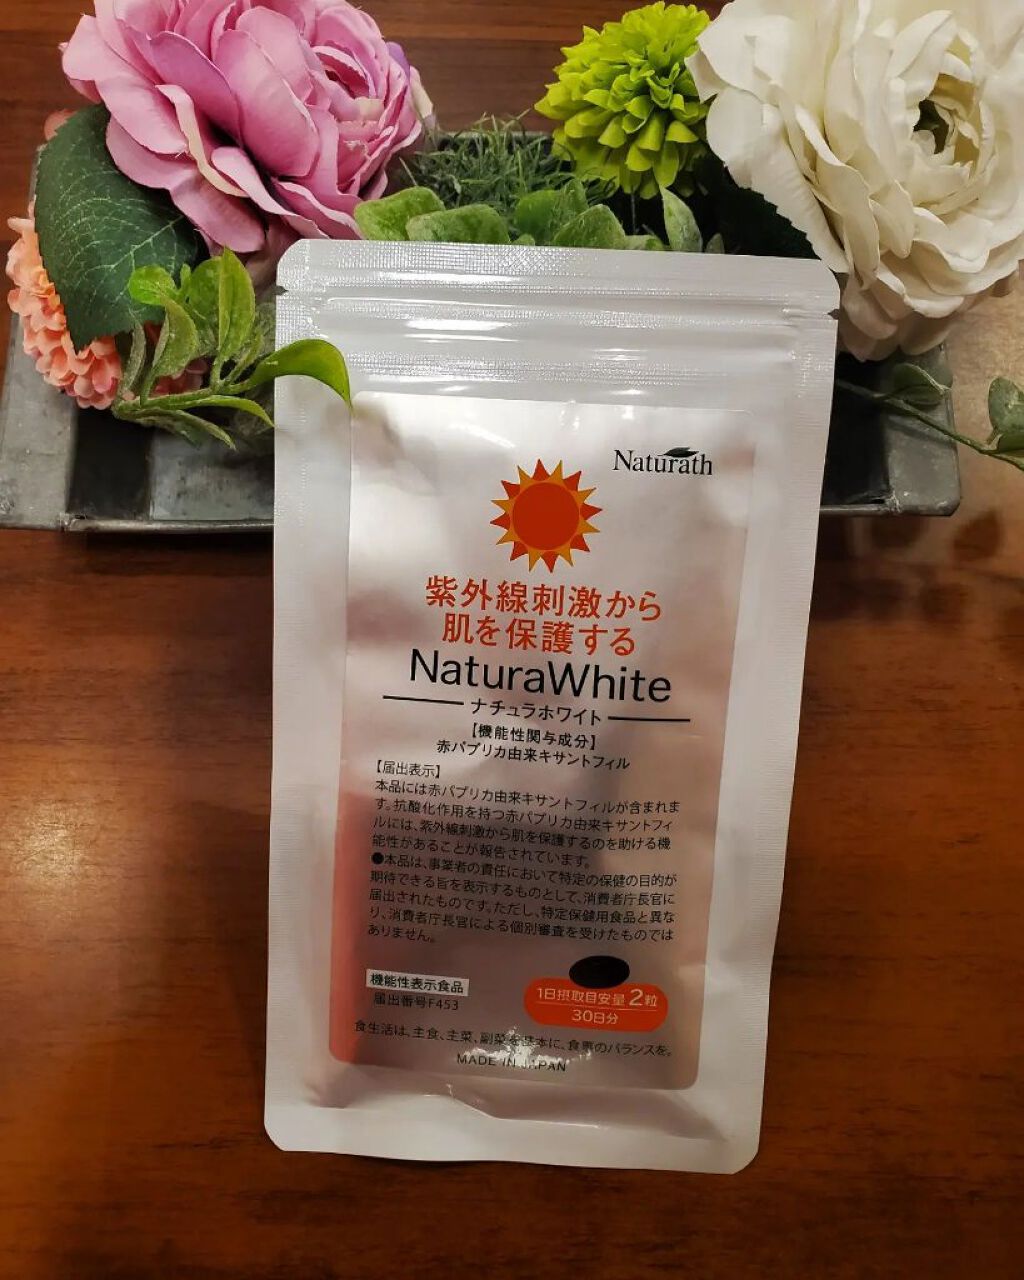 Naturath
紫外線刺激から
肌を保護する
NaturaWhite
ナチュラホワイト
【機能性関与成分】
赤パプリカ由来キサントフィル
【届出表示】
本品には赤パプリカ由来キサントフィルが含まれま
す。抗酸化作用を持つ赤パプリカ由来キサントフィ
ルには、紫外線刺激から肌を保護するのを助ける機
能性があることが報告されています。
●本品は、事業者の責任において特定の保健の目的が
期待できる旨を表示するものとして、消費者庁長官に
届出されたものです。ただし、特定保健用食品と異な
り、消費者庁長官による個別審査を受けたものでは
ありません。
機能性表示食品
届出番号F453
1日摂取目安量 2粒
30日分
食生活は、主食、主菜、副菜を基本に、食事のバランスを。
MADE IN JAPAN